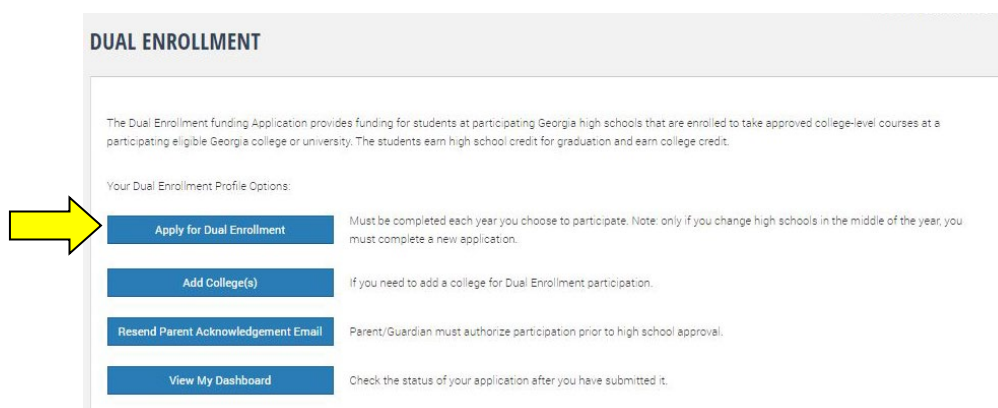 DUAL ENROLLMENT
The Dual Enrollment funding Application provides funding for students at participating Georgia high schools that are enrolled to take approved college-level courses at a
participating eligible Georgia college or university. The students earn high school credit for graduation and earn college credit.
Your Dual Enrollment Profile Options:
Apply for Dual Enrollment
Must be completed each year you choose to participate. Note: only if you change high schools in the middle of the year, you
must complete a new application.
Add College(s)
If you need to add a college for Dual Enrollment participation.
Resend Parent Acknowledgement Email
Parent/Guardian must authorize participation prior to high school approval.
View My Dashboard
Check the status of your application after you have submitted it.